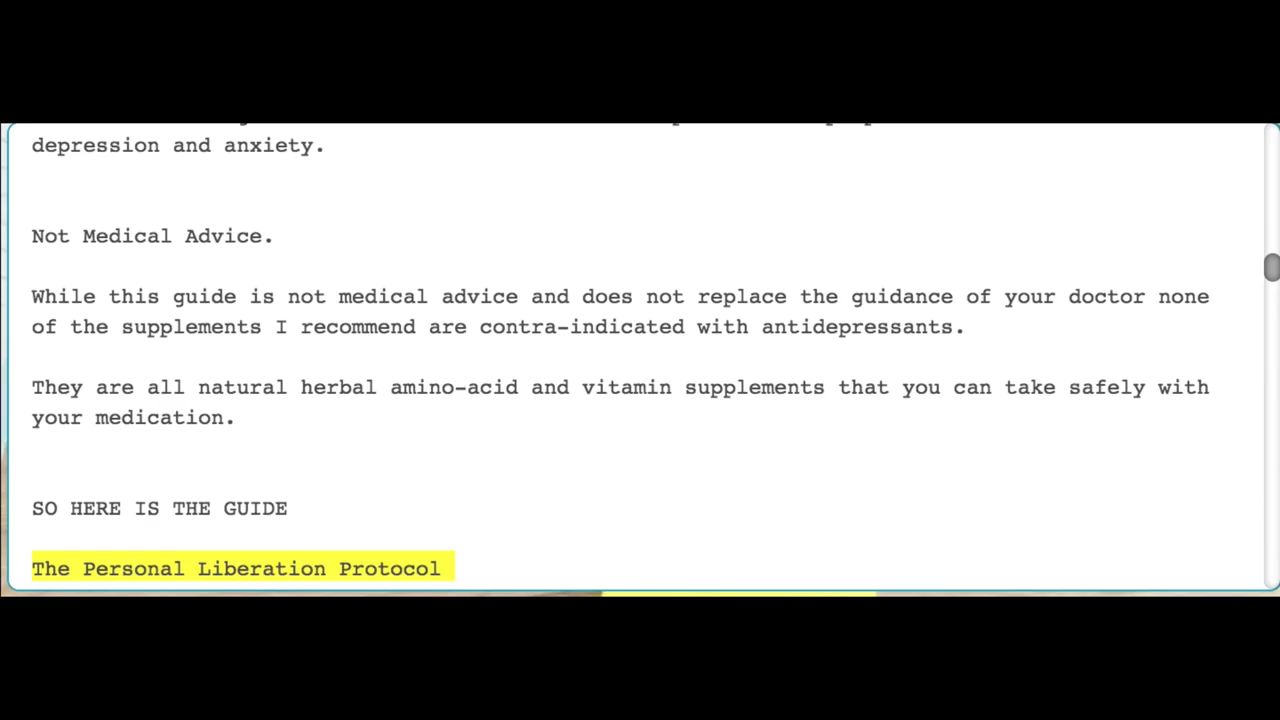 depression and anxiety.
Not Medical Advice.
While this guide is not medical advice and does not replace the guidance of your doctor none
of the supplements I recommend are contra-indicated with antidepressants.
They are all natural herbal amino-acid and vitamin supplements that you can take safely with
your medication.
SO HERE IS THE GUIDE
The Personal Liberation Protocol